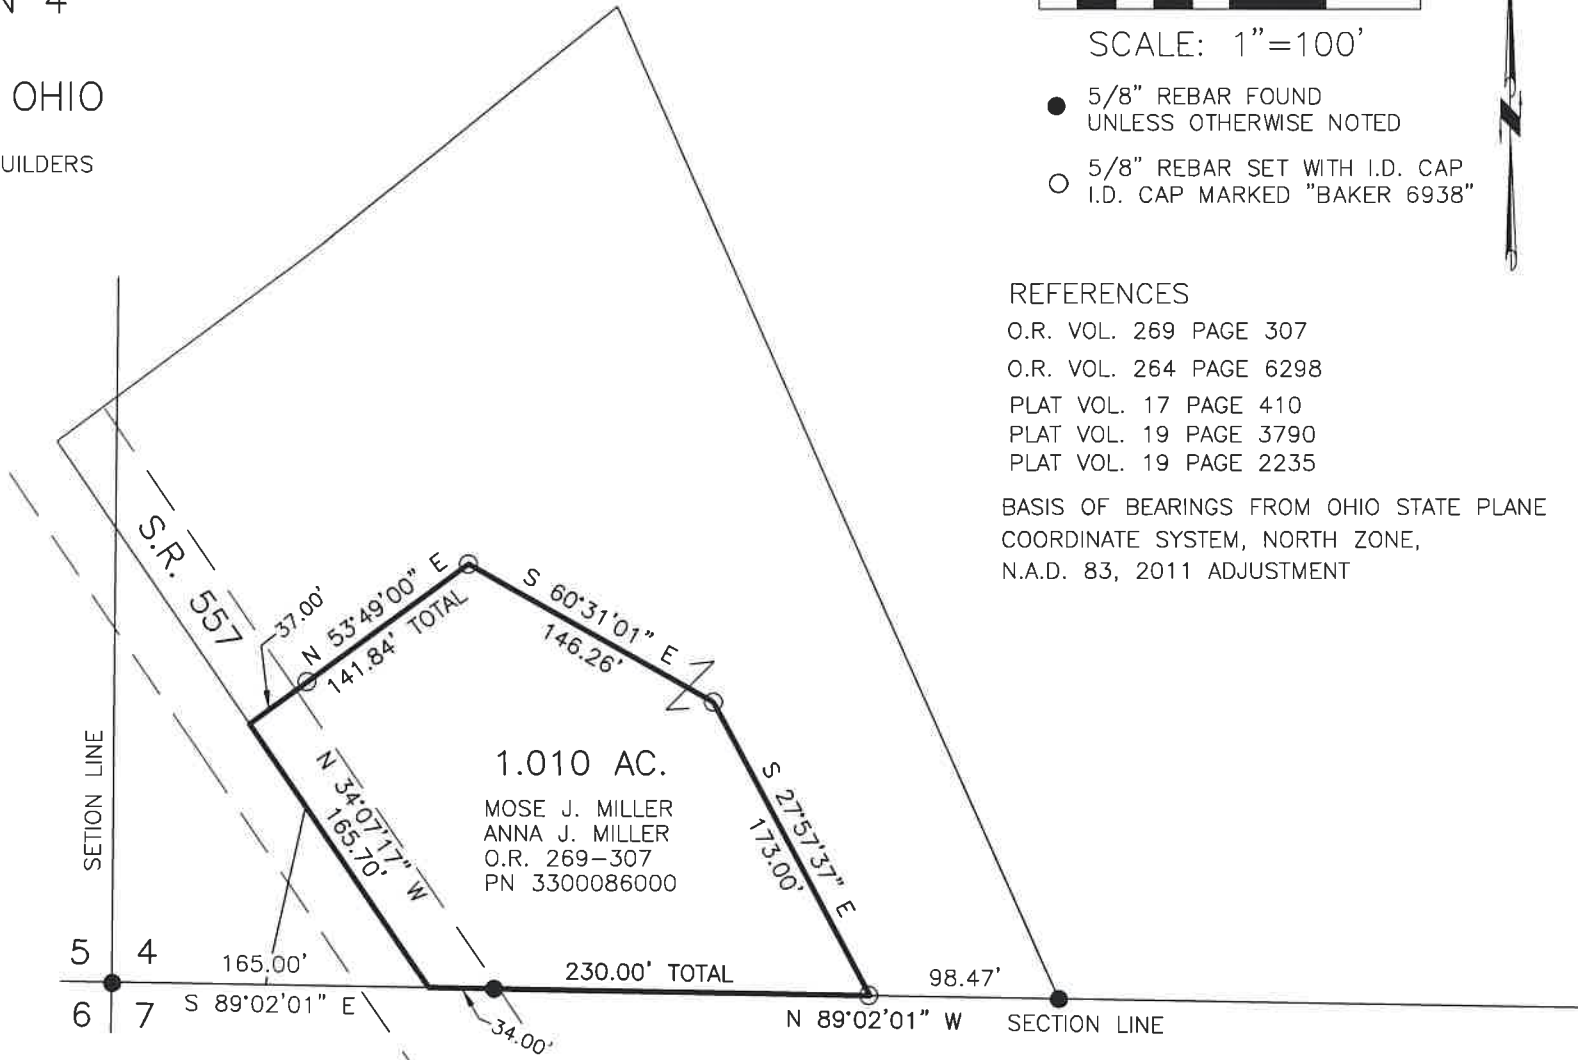 N 4
OHIO
UILDERS
SCALE: 1"=100'
5/8" REBAR FOUND
UNLESS OTHERWISE NOTED
5/8" REBAR SET WITH I.D. CAP
I.D. CAP MARKED "BAKER 6938"
N
REFERENCES
O.R. VOL. 269 PAGE 307
O.R. VOL. 264 PAGE 6298
PLAT VOL. 17 PAGE 410
PLAT VOL. 19 PAGE 3790
PLAT VOL. 19 PAGE 2235
BASIS OF BEARINGS FROM OHIO STATE PLANE
COORDINATE SYSTEM, NORTH ZONE,
N.A.D. 83, 2011 ADJUSTMENT
S.R. 557
37.00'
N 53°49'00" E
141.84' TOTAL
S 60°31'01" E
146.26'
N 34°07'17" W
165.70'
S 27°57'37" E
173.00'
1.010 AC.
MOSE J. MILLER
ANNA J. MILLER
O.R. 269-307
PN 3300086000
SETION LINE
5 4
6 7
165.00'
S 89°02'01" E
230.00' TOTAL
34.00'
98.47'
N 89°02'01" W
SECTION LINE